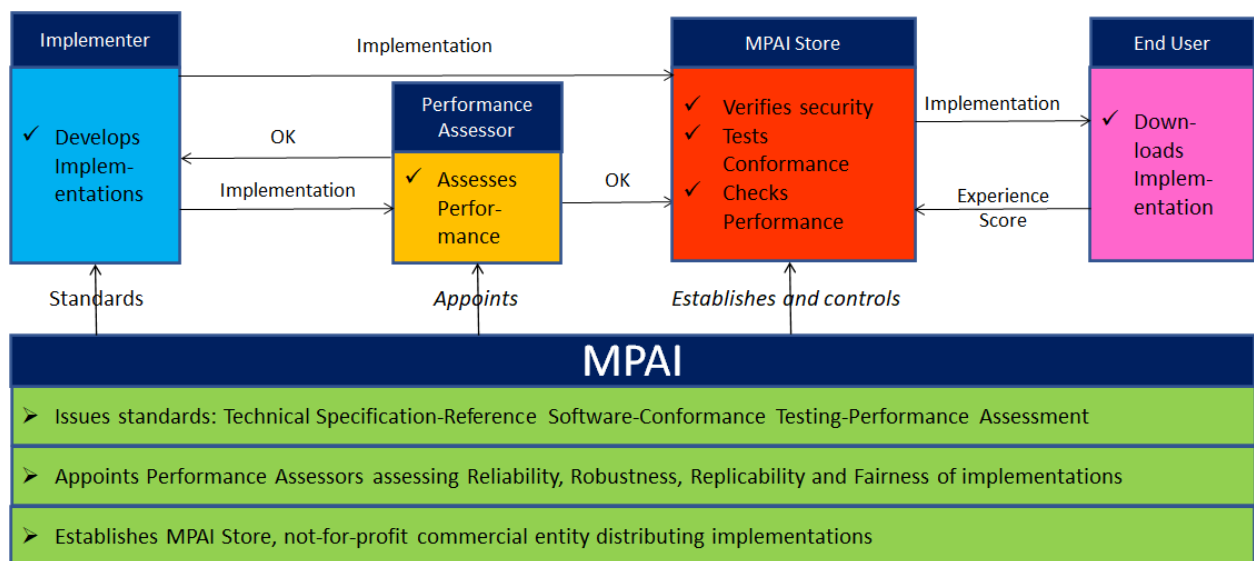 Implementer
✓ Develops
Implem-
entations
Implementation
OK
Implementation
Performance
Assessor
✓ Assesses
Perfor-
mance
OK
MPAI Store
✓ Verifies security
✓ Tests
Conformance
✓ Checks
Performance
Implementation
Experience
Score
End User
✓ Down-
loads
Implem-
entation
Standards
Appoints
Establishes and controls
MPAI
➢ Issues standards: Technical Specification-Reference Software-Conformance Testing-Performance Assessment
➢ Appoints Performance Assessors assessing Reliability, Robustness, Replicability and Fairness of implementations
➢ Establishes MPAI Store, not-for-profit commercial entity distributing implementations